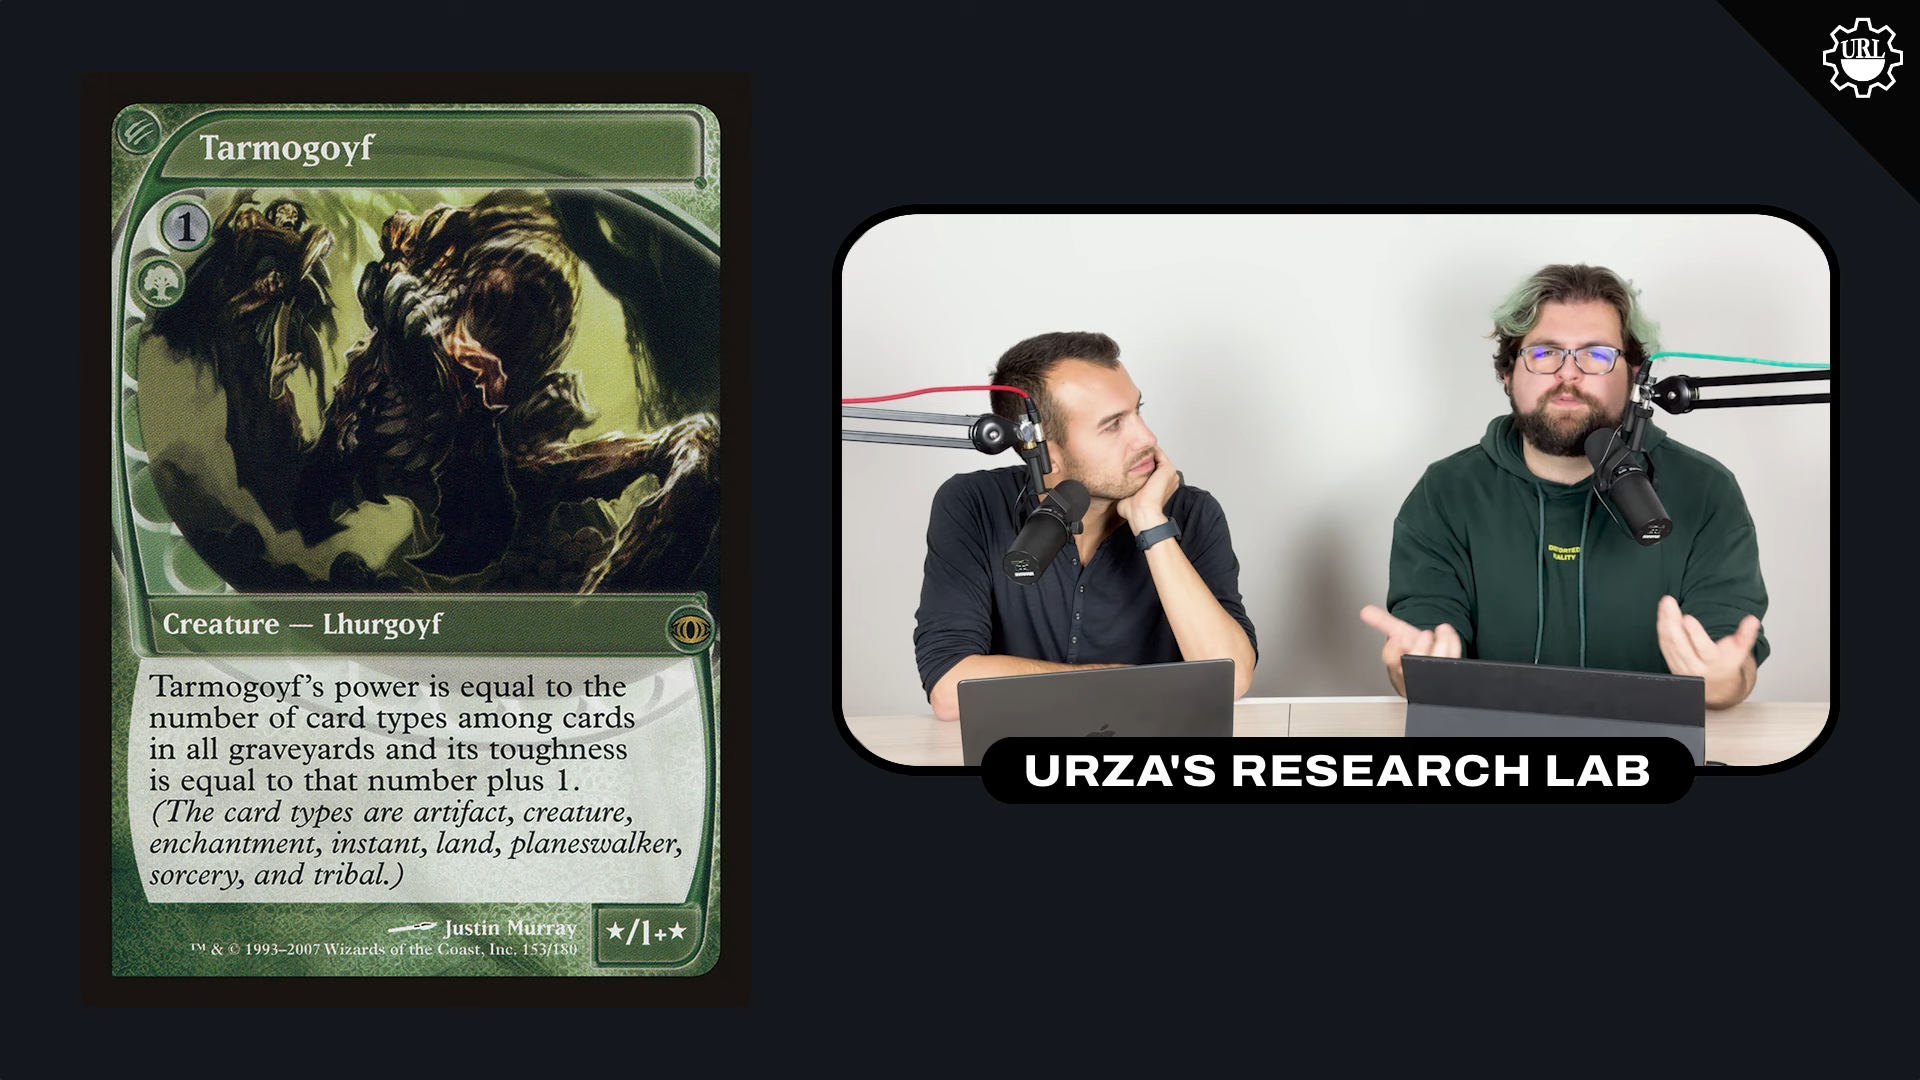 URL
Tarmogoyf
1
Creature — Lhurgoyf
Tarmogoyf's power is equal to the
number of card types among cards
in all graveyards and its toughness
is equal to that number plus 1.
(The card types are artifact, creature,
enchantment, instant, land, planeswalker,
sorcery, and tribal.)
Justin Murray
★/1+★
™ & © 1993–2007 Wizards of the Coast, Inc. 153/180
DISTORTED
REALITY
URZA'S RESEARCH LAB